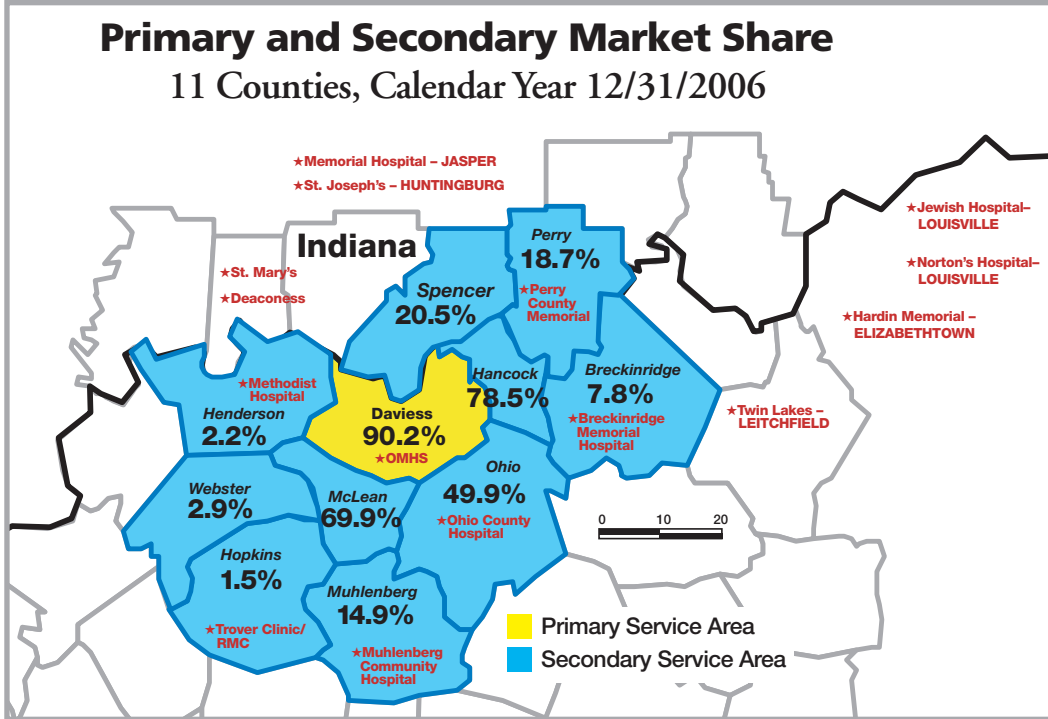 Primary and Secondary Market Share
11 Counties, Calendar Year 12/31/2006
★Memorial Hospital – JASPER
★St. Joseph's – HUNTINGBURG
★Jewish Hospital–
LOUISVILLE
★Norton's Hospital–
LOUISVILLE
★Hardin Memorial –
ELIZABETHTOWN
Indiana
★St. Mary's
★Deaconess
Perry
18.7%
★Perry
County
Memorial
Spencer
20.5%
★Methodist
Hospital
Henderson
2.2%
Daviess
90.2%
★OMHS
Hancock
78.5%
Breckinridge
7.8%
★Breckinridge
Memorial
Hospital
★Twin Lakes –
LEITCHFIELD
Webster
2.9%
McLean
69.9%
Ohio
49.9%
★Ohio County
Hospital
0 10 20
Hopkins
1.5%
★Trover Clinic/
RMC
Muhlenberg
14.9%
★Muhlenberg
Community
Hospital
Primary Service Area
Secondary Service Area